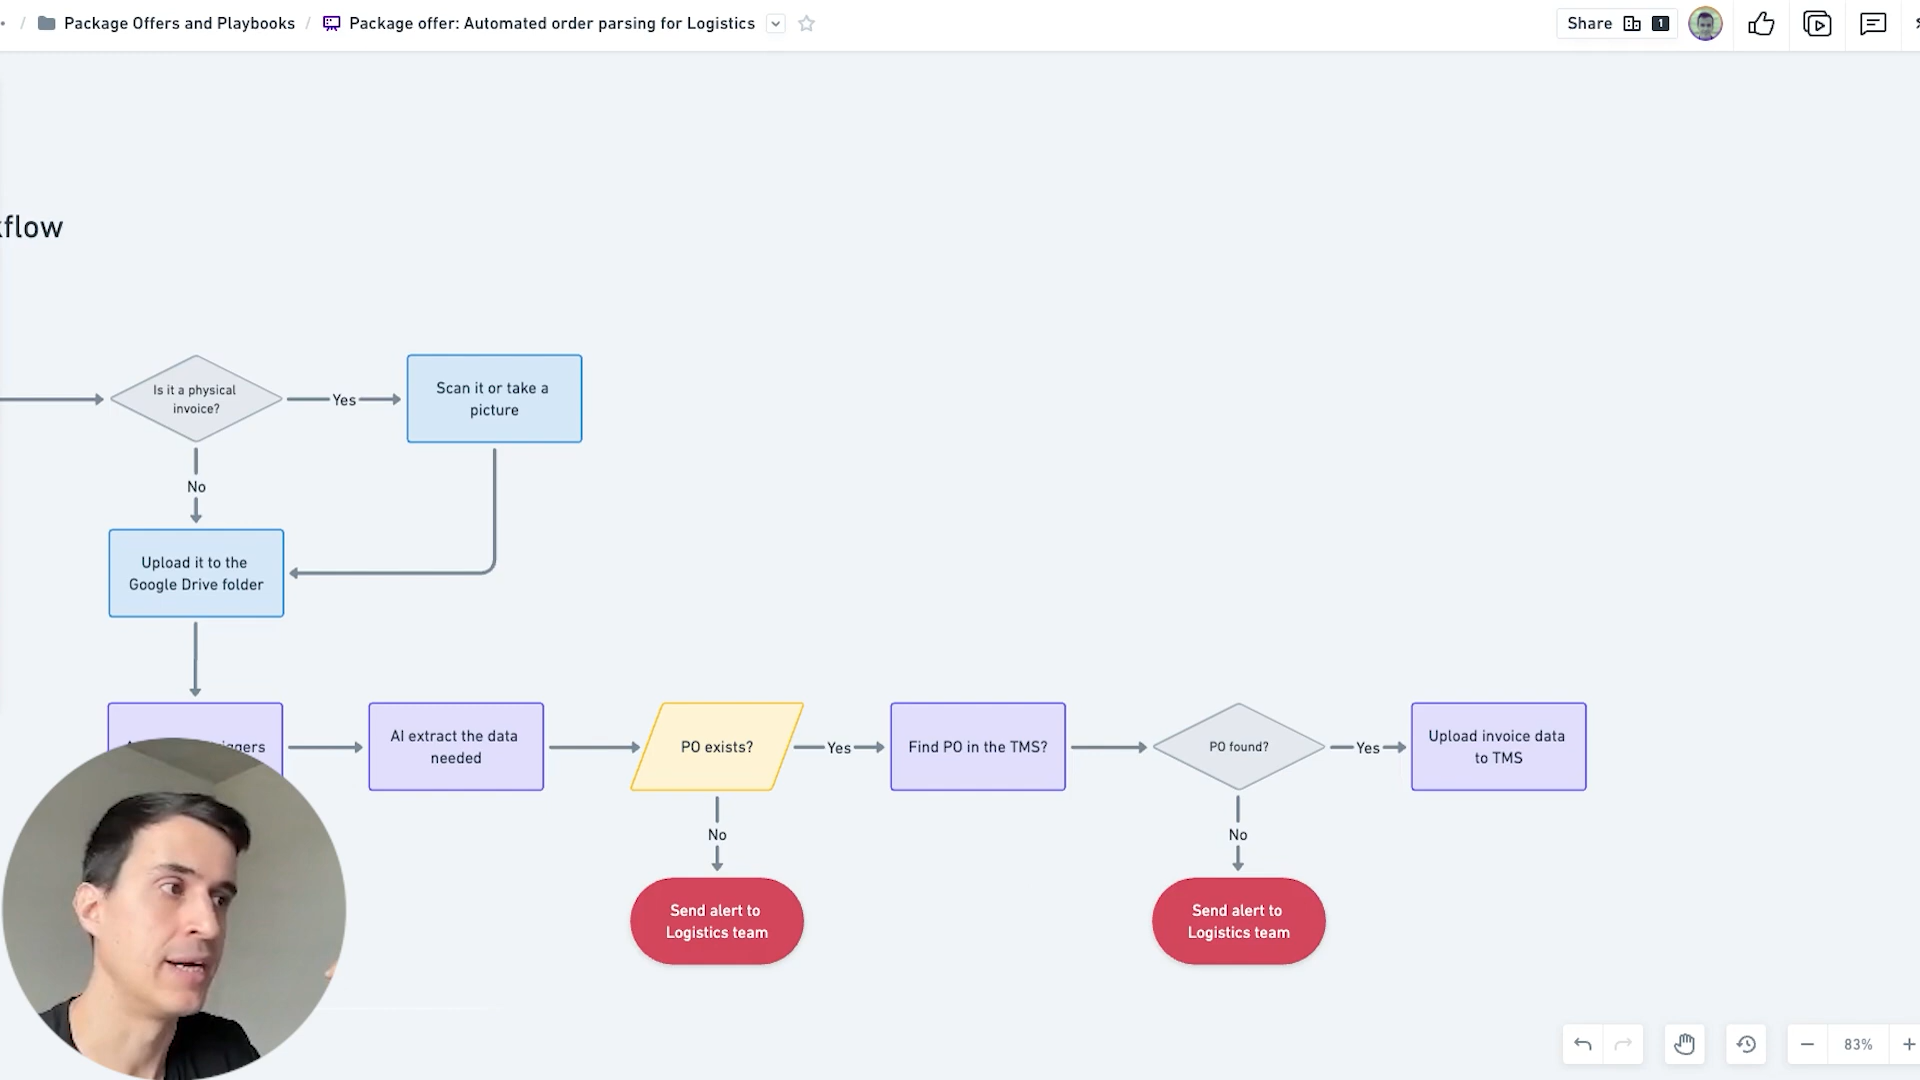 / Package Offers and Playbooks / Package offer: Automated order parsing for Logistics
Share 1
flow
Is it a physical
invoice?
Yes
Scan it or take a
picture
No
Upload it to the
Google Drive folder
AI extract the data
needed
PO exists?
Yes
Find PO in the TMS?
PO found?
Yes
Upload invoice data
to TMS
No
No
Send alert to
Logistics team
Send alert to
Logistics team
83%